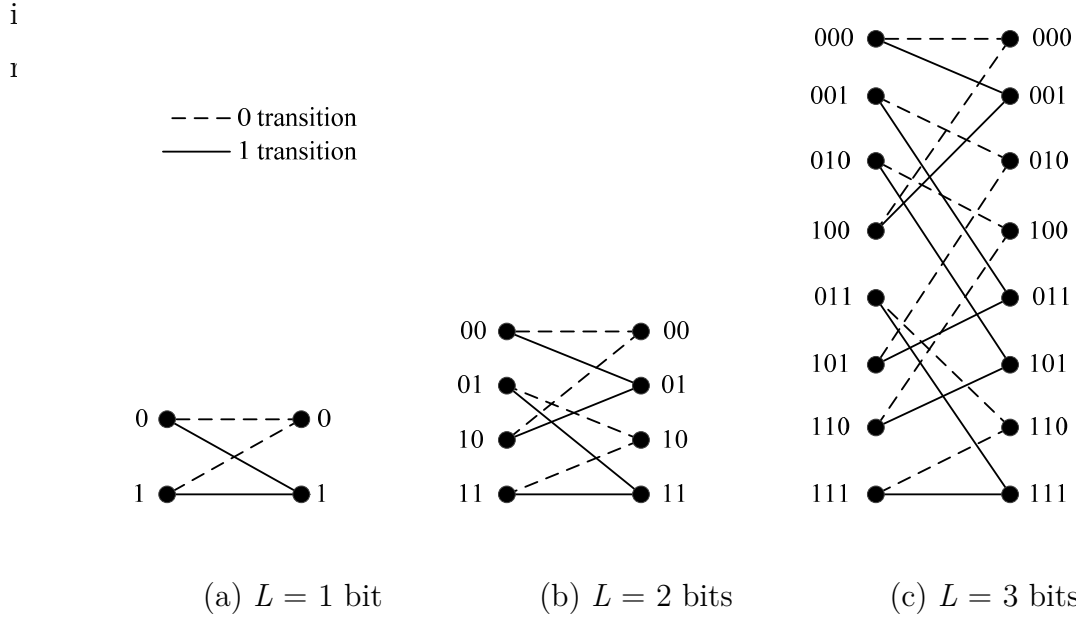 i
r
0 transition
1 transition
000 000
001 001
010 010
100 100
011 011
101 101
110 110
111 111
00 00
01 01
10 10
11 11
0 0
1 1
(a) L = 1 bit
(b) L = 2 bits
(c) L = 3 bits